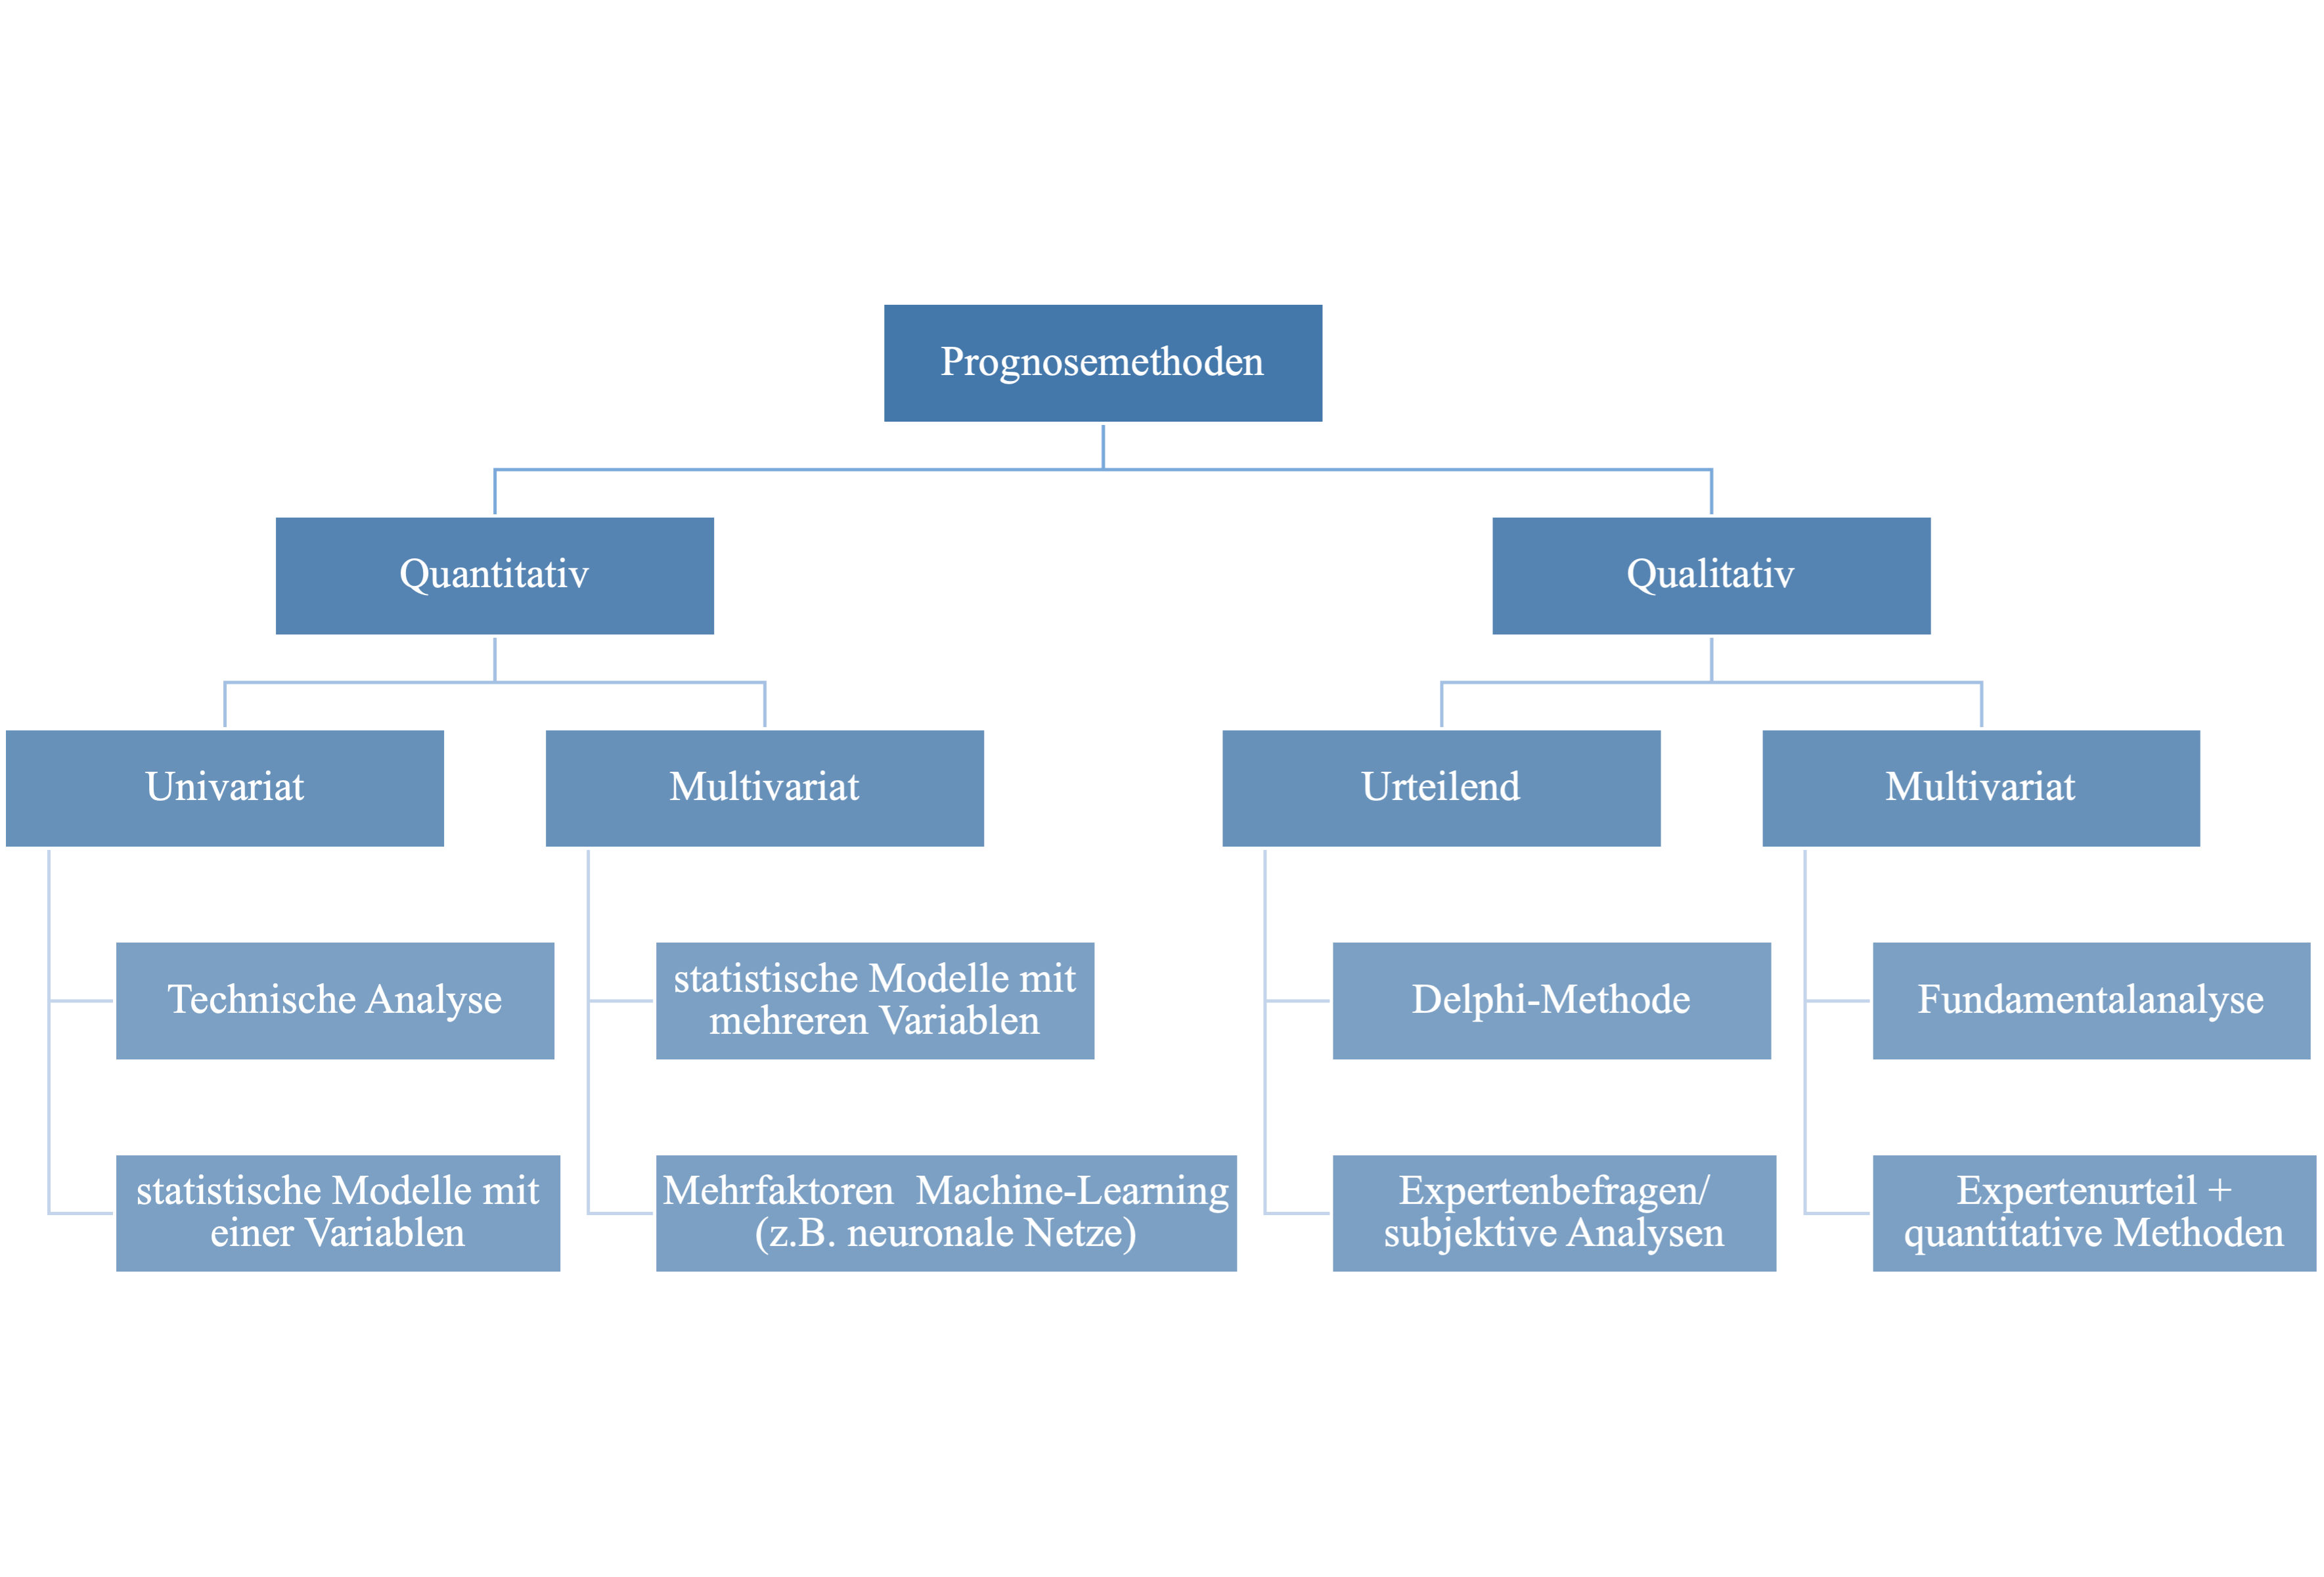 Prognosemethoden
Quantitativ
Qualitativ
Univariat
Multivariat
Urteilend
Multivariat
Technische Analyse
statistische Modelle mit
mehreren Variablen
Delphi-Methode
Fundamentalanalyse
statistische Modelle mit
einer Variablen
Mehrfaktoren  Machine-Learning
(z.B. neuronale Netze)
Expertenbefragen/
subjektive Analysen
Expertenurteil +
quantitative Methoden